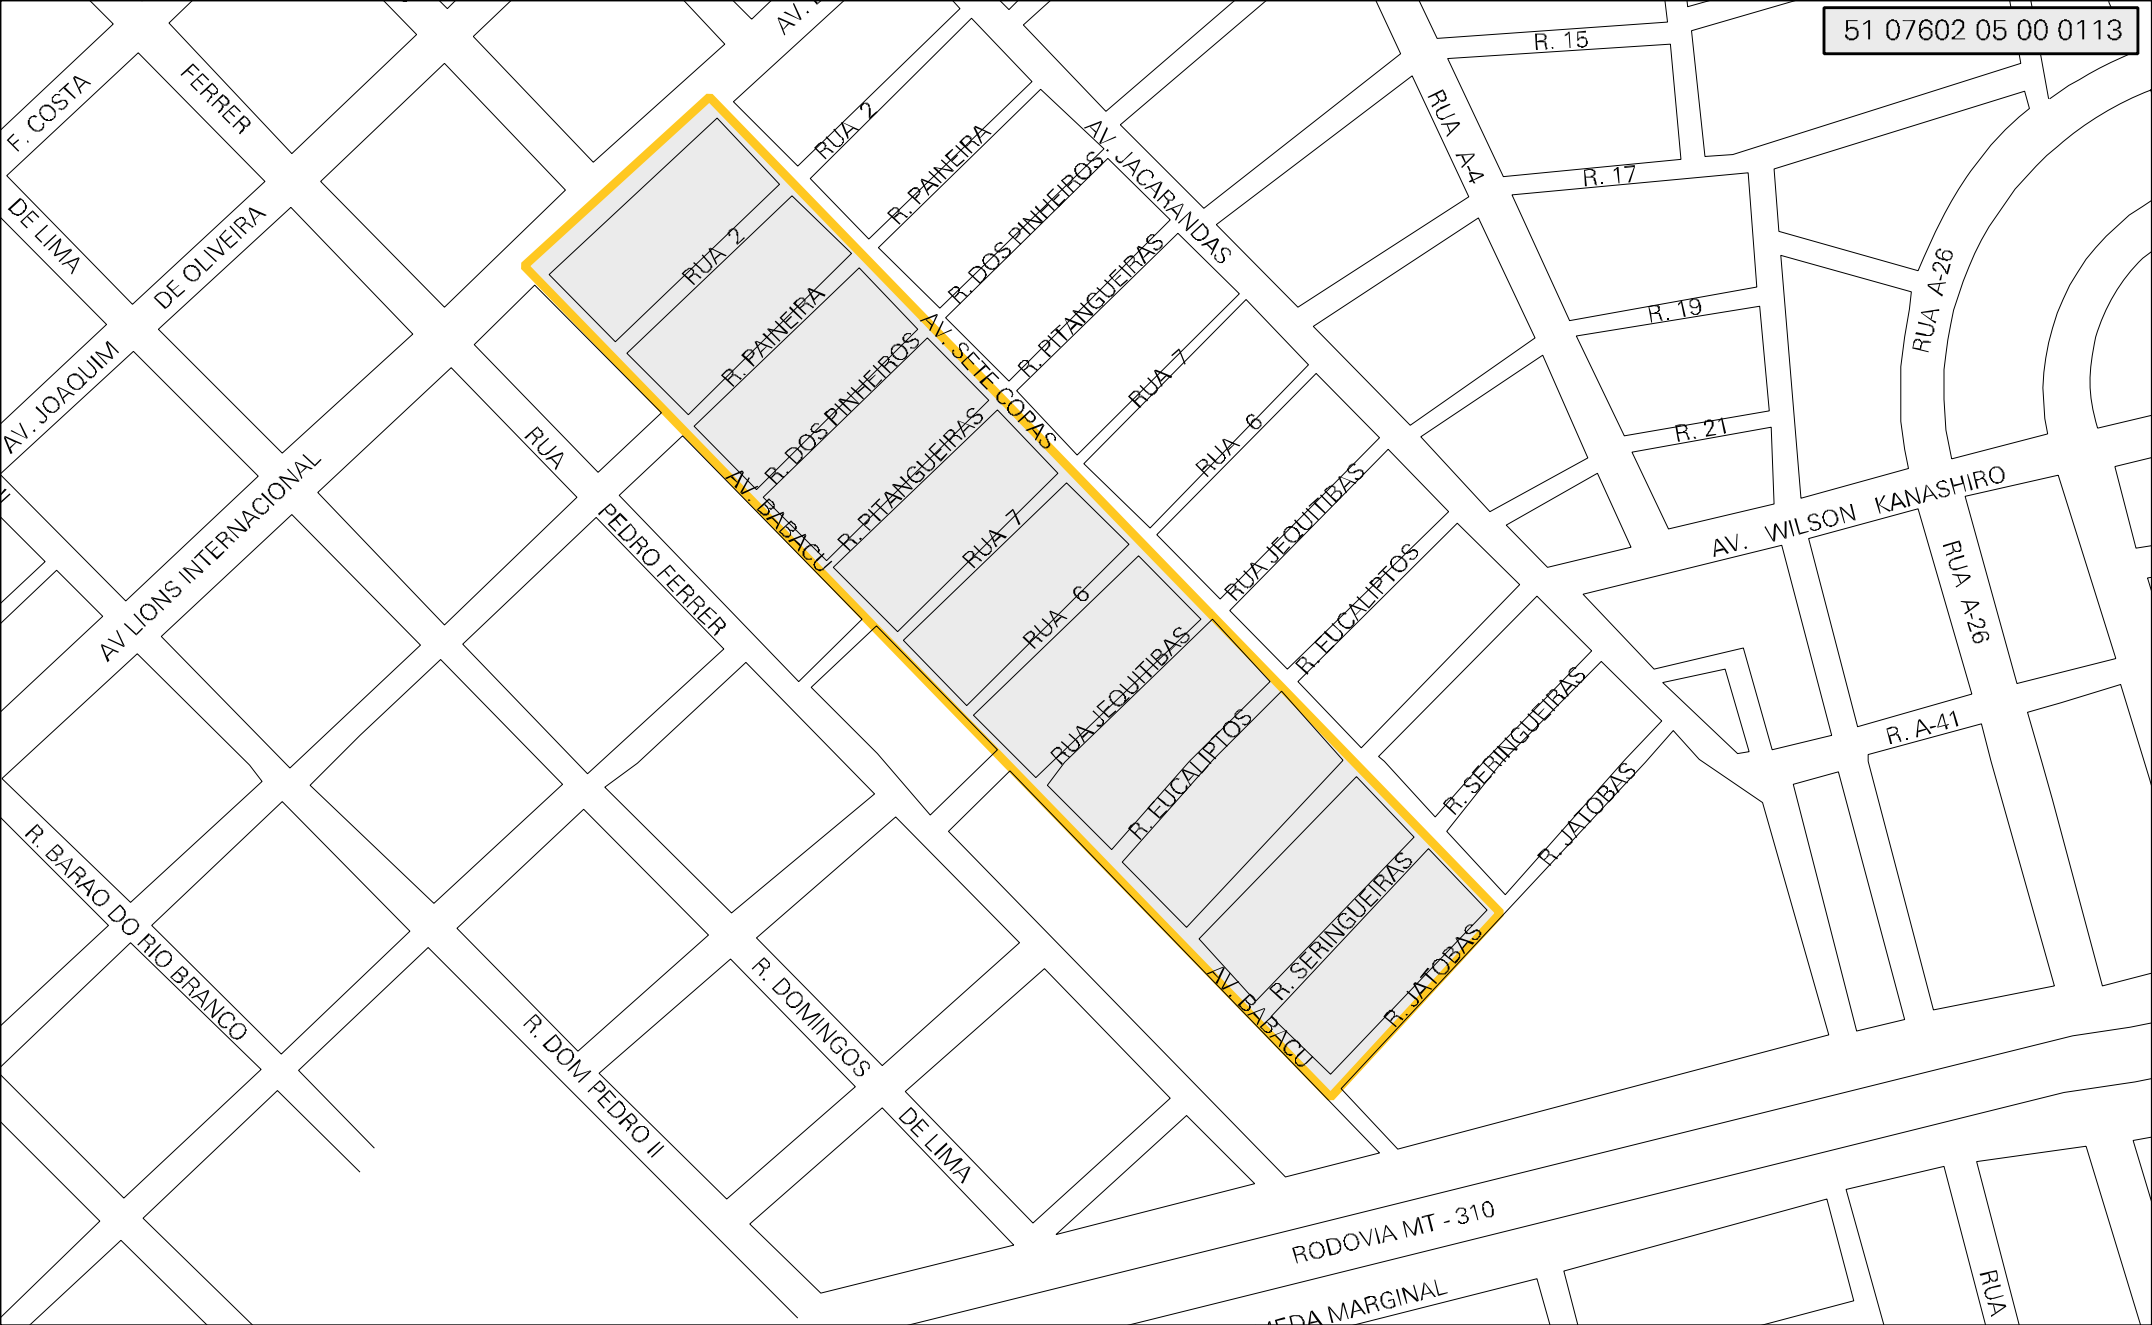 51 07602 05 00 0113
R. 15
F. COSTA
FERRER
RUA 2
R. PAINEIRA
AV. JACARANDAS
RUA A-4
R. 17
DE LIMA
DE OLIVEIRA
RUA 2
R. DOS PINHEIROS
R. PITANGUEIRAS
RUA A-26
R. 19
R. PAINEIRA
AV. SETE COPAS
AV. JOAQUIM
R. DOS PINHEIROS
RUA 7
R. 21
RUA
R. PITANGUEIRAS
RUA 6
AV. WILSON KANASHIRO
AV LIONS INTERNACIONAL
AV. BABACU
RUA 7
RUA JEQUITIBAS
PEDRO FERRER
RUA 6
R. EUCALIPTOS
RUA A-26
RUA JEQUITIBAS
R. EUCALIPTOS
R. SERINGUEIRAS
R. A-41
R. JATOBAS
R. BARAO DO RIO BRANCO
R. SERINGUEIRAS
R. JATOBAS
AV. BABACU
R. DOMINGOS
R. DOM PEDRO II
DE LIMA
RODOVIA MT - 310
MARGINAL
RUA